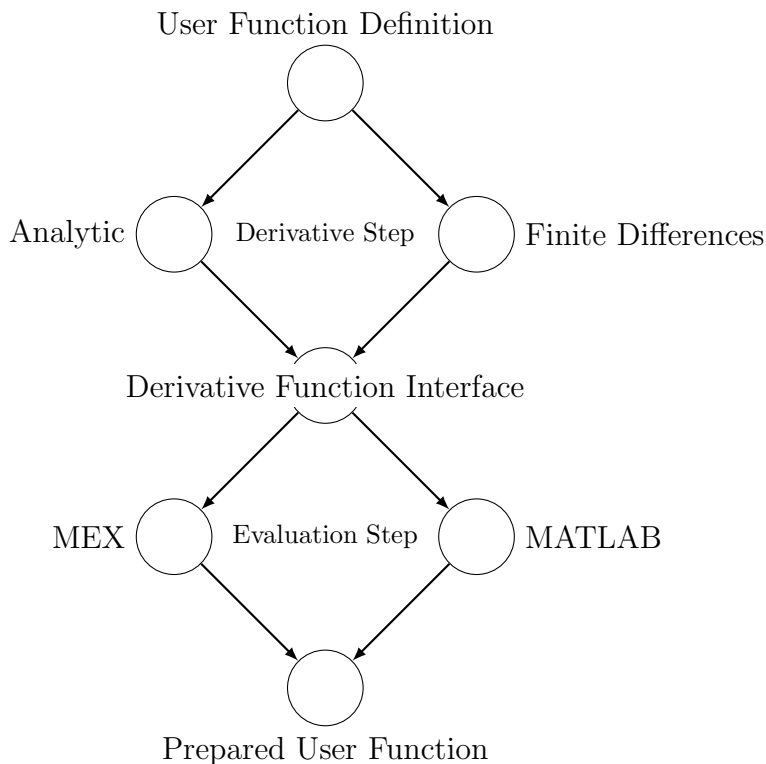 User Function Definition
Analytic
Derivative Step
Finite Differences
Derivative Function Interface
MEX
Evaluation Step
MATLAB
Prepared User Function